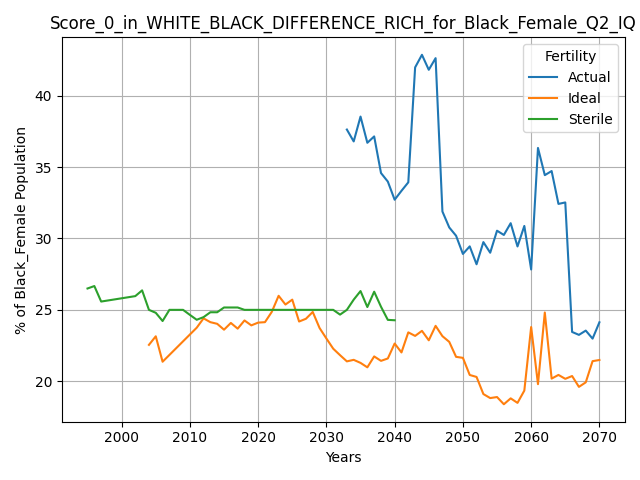 Score_0_in_WHITE_BLACK_DIFFERENCE_RICH_for_Black_Female_Q2_IQ
Fertility
Actual
Ideal
Sterile
% of Black_Female Population
40
35
30
25
20
2000
2010
2020
2030
2040
2050
2060
2070
Years